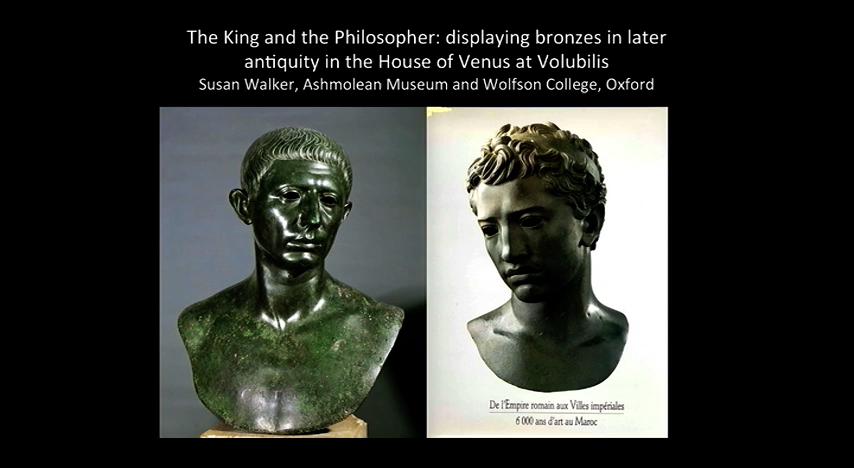 The King and the Philosopher: displaying bronzes in later
antiquity in the House of Venus at Volubilis
Susan Walker, Ashmolean Museum and Wolfson College, Oxford
De l'Empire romain aux Villes impériales
6 000 ans d'art au Maroc